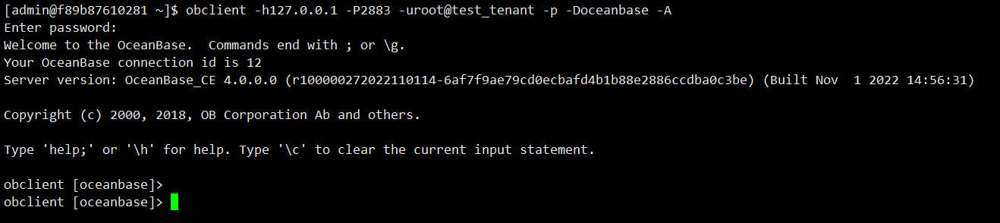 [admin@f89b87610281 ~]$ obclient -h127.0.0.1 -P2883 -uroot@test_tenant -p -Doceanbase -A
Enter password:
Welcome to the OceanBase.  Commands end with ; or \g.
Your OceanBase connection id is 12
Server version: OceanBase_CE 4.0.0.0 (r100000272022110114-6af7f9ae79cd0ecbafd4b1b88e2886ccdba0c3be) (Built Nov  1 2022 14:56:31)
Copyright (c) 2000, 2018, OB Corporation Ab and others.
Type 'help;' or '\h' for help. Type '\c' to clear the current input statement.
obclient [oceanbase]>
obclient [oceanbase]>